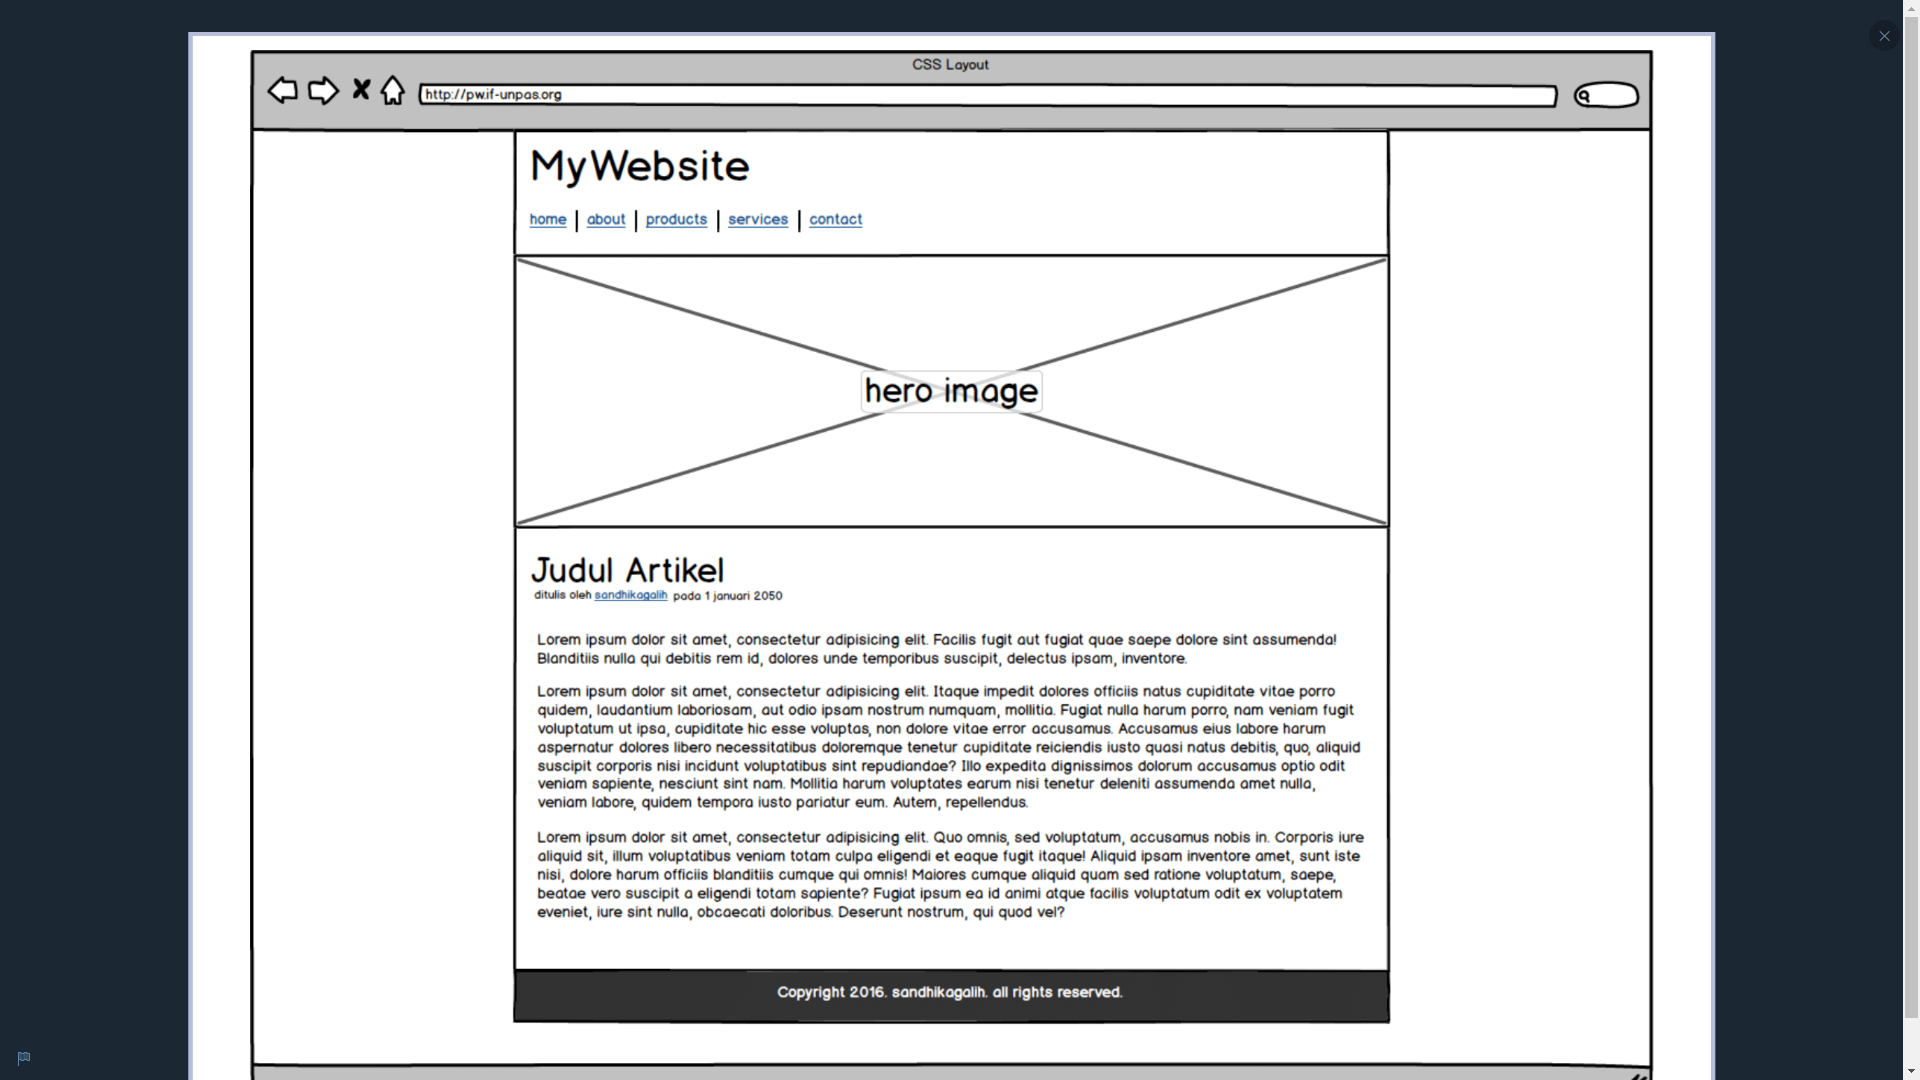 CSS Layout
http://pw.if-unpas.org
MyWebsite
home | about | products | services | contact
hero image
Judul Artikel
ditulis oleh sandhikagalih pada 1 januari 2050
Lorem ipsum dolor sit amet, consectetur adipisicing elit. Facilis fugit aut fugiat quae saepe dolore sint assumenda!
Blanditiis nulla qui debitis rem id, dolores unde temporibus suscipit, delectus ipsam, inventore.
Lorem ipsum dolor sit amet, consectetur adipisicing elit. Itaque impedit dolores officiis natus cupiditate vitae porro
quidem, laudantium laboriosam, aut odio ipsam nostrum numquam, mollitia. Fugiat nulla harum porro, nam veniam fugit
voluptatum ut ipsa, cupiditate hic esse voluptas, non dolore vitae error accusamus. Accusamus eius labore harum
aspernatur dolores libero necessitatibus doloremque tenetur cupiditate reiciendis iusto quasi natus debitis, quo, aliquid
suscipit corporis nisi incidunt voluptatibus sint repudiandae? Illo expedita dignissimos dolorum accusamus optio odit
veniam sapiente, nesciunt sint nam. Mollitia harum voluptates earum nisi tenetur deleniti assumenda amet nulla,
veniam labore, quidem tempora iusto pariatur eum. Autem, repellendus.
Lorem ipsum dolor sit amet, consectetur adipisicing elit. Quo omnis, sed voluptatum, accusamus nobis in. Corporis iure
aliquid sit, illum voluptatibus veniam totam culpa eligendi et eaque fugit itaque! Aliquid ipsam inventore amet, sunt iste
nisi, dolore harum officiis blanditiis cumque qui omnis! Maiores cumque aliquid quam sed ratione voluptatum, saepe,
beatae vero suscipit a eligendi totam sapiente? Fugiat ipsum ea id animi atque facilis voluptatum odit ex voluptatem
eveniet, iure sint nulla, obcaecati doloribus. Deserunt nostrum, qui quod vel?
Copyright 2016. sandhikagalih. all rights reserved.